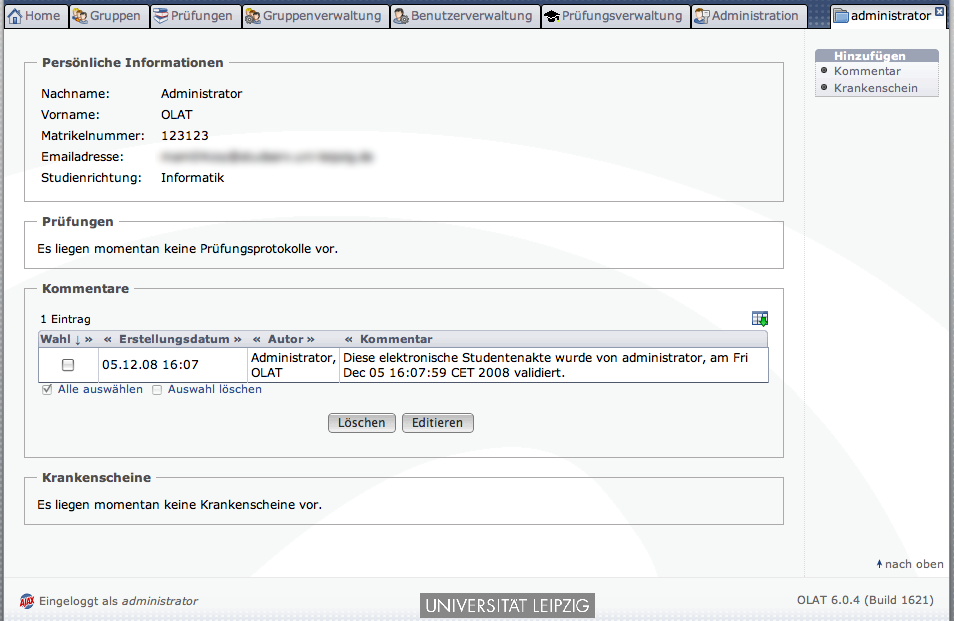 Home Gruppen Prüfungen Gruppenverwaltung Benutzerverwaltung Prüfungsverwaltung Administration administrator
Hinzufügen
Kommentar
Krankenschein
Persönliche Informationen
Nachname: Administrator
Vorname: OLAT
Matrikelnummer: 123123
Emailadresse:
Studienrichtung: Informatik
Prüfungen
Es liegen momentan keine Prüfungsprotokolle vor.
Kommentare
1 Eintrag
Wahl ↓ » « Erstellungsdatum » « Autor » « Kommentar
05.12.08 16:07 Administrator, OLAT Diese elektronische Studentenakte wurde von administrator, am Fri
Dec 05 16:07:59 CET 2008 validiert.
Alle auswählen Auswahl löschen
Löschen Editieren
Krankenscheine
Es liegen momentan keine Krankenscheine vor.
nach oben
AJAX Eingeloggt als administrator
UNIVERSITÄT LEIPZIG
OLAT 6.0.4 (Build 1621)